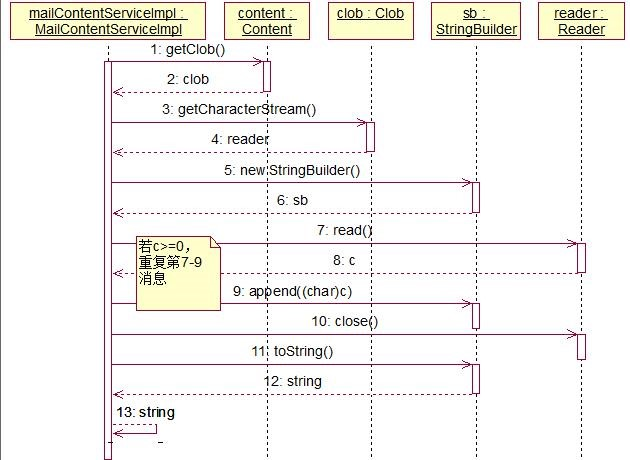 mailContentServiceImpl :
MailContentServiceImpl
content :
Content
clob : Clob
sb :
StringBuilder
reader :
Reader
1: getClob()
2: clob
3: getCharacterStream()
4: reader
5: new StringBuilder()
6: sb
7: read()
若c>=0,
重复第7-9
消息
8: c
9: append((char)c)
10: close()
11: toString()
12: string
13: string